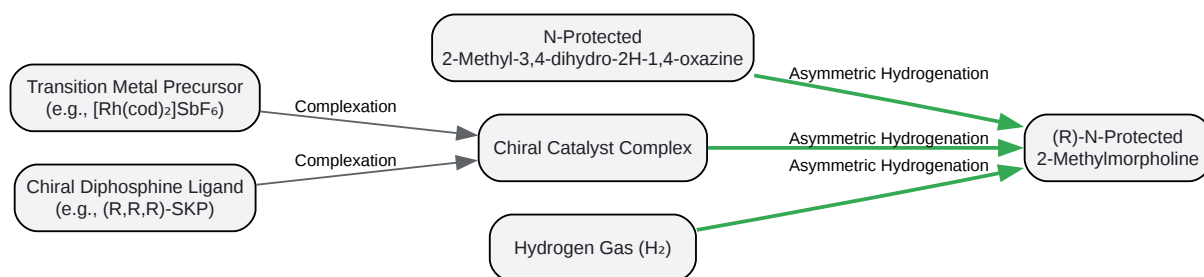 N-Protected
2-Methyl-3,4-dihydro-2H-1,4-oxazine
Transition Metal Precursor
(e.g., [Rh(cod)₂]SbF₆)
Chiral Diphosphine Ligand
(e.g., (R,R,R)-SKP)
Complexation
Complexation
Chiral Catalyst Complex
Hydrogen Gas (H₂)
Asymmetric Hydrogenation
Asymmetric Hydrogenation
Asymmetric Hydrogenation
(R)-N-Protected
2-Methylmorpholine